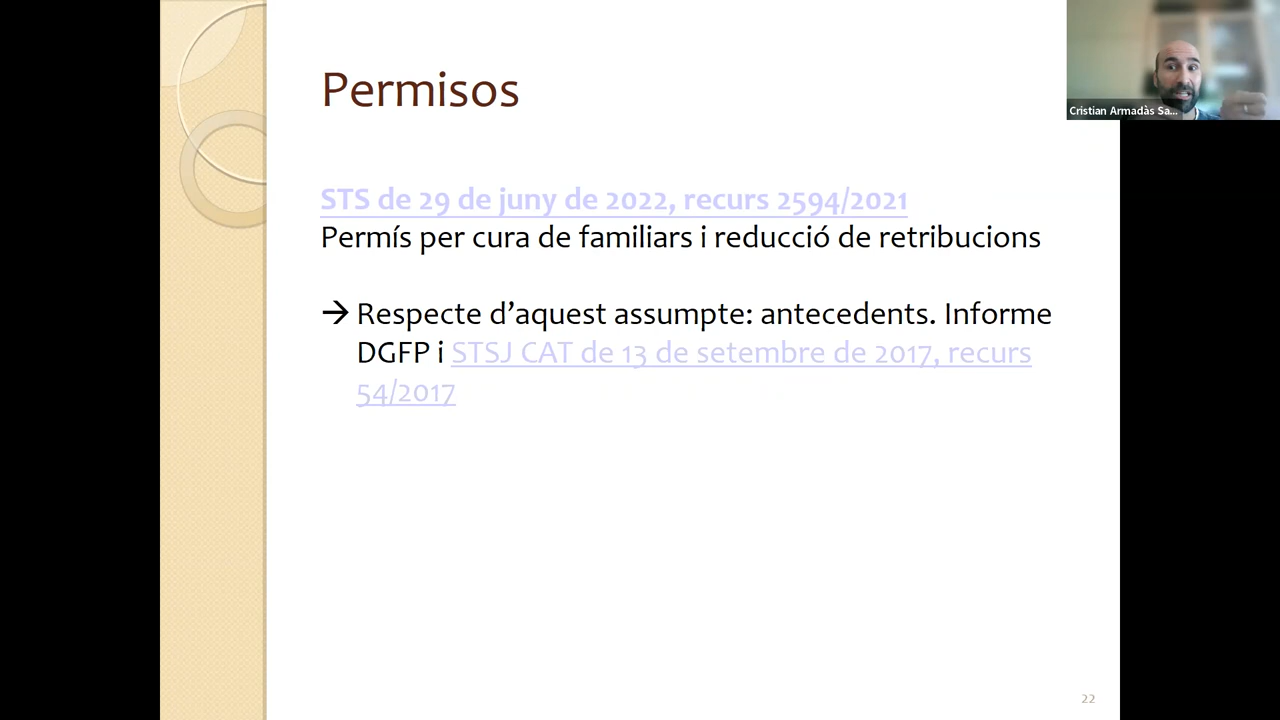 Permisos
Cristian Armadàs Sa...
STS de 29 de juny de 2022, recurs 2594/2021
Permís per cura de familiars i reducció de retribucions
→ Respecte d’aquest assumpte: antecedents. Informe
DGFP i STSJ CAT de 13 de setembre de 2017, recurs
54/2017
22